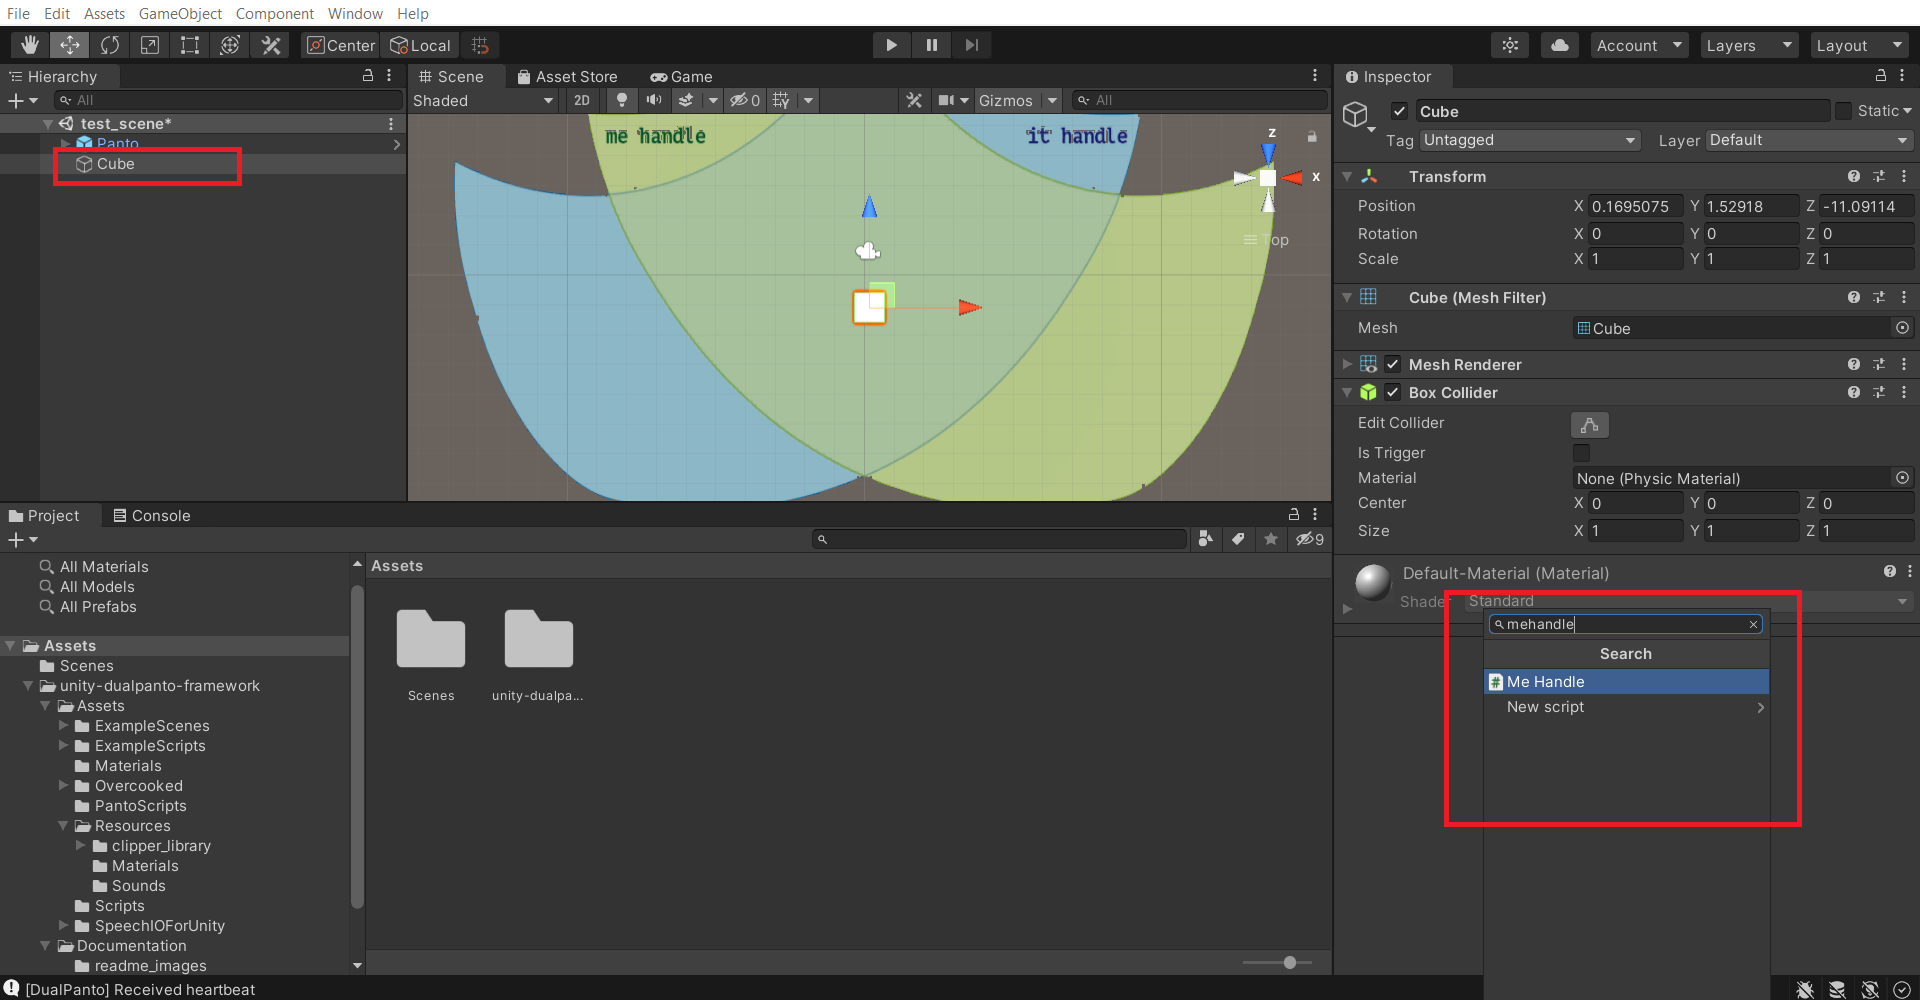 File Edit Assets GameObject Component Window Help
Center Local Account Layers Layout
Hierarchy
All
test_scene*
Panto
Cube
Scene Asset Store Game
Shaded 2D 0 Gizmos All
me handle it handle
z
x
Top
Inspector
Cube Static
Tag Untagged Layer Default
Transform
Position X 0.1695075 Y 1.52918 Z -11.09114
Rotation X 0 Y 0 Z 0
Scale X 1 Y 1 Z 1
Cube (Mesh Filter)
Mesh Cube
Mesh Renderer
Box Collider
Edit Collider
Is Trigger
Material None (Physic Material)
Center X 0 Y 0 Z 0
Size X 1 Y 1 Z 1
Default-Material (Material)
Shader Standard
mehandle
Search
Me Handle
New script
Project Console
9
All Materials
All Models
All Prefabs
Assets
Scenes
unity-dualpanto-framework
Assets
ExampleScenes
ExampleScripts
Materials
Overcooked
PantoScripts
Resources
clipper_library
Materials
Sounds
Scripts
SpeechIOForUnity
Documentation
readme_images
Assets
Scenes unity-dualpa...
[DualPanto] Received heartbeat